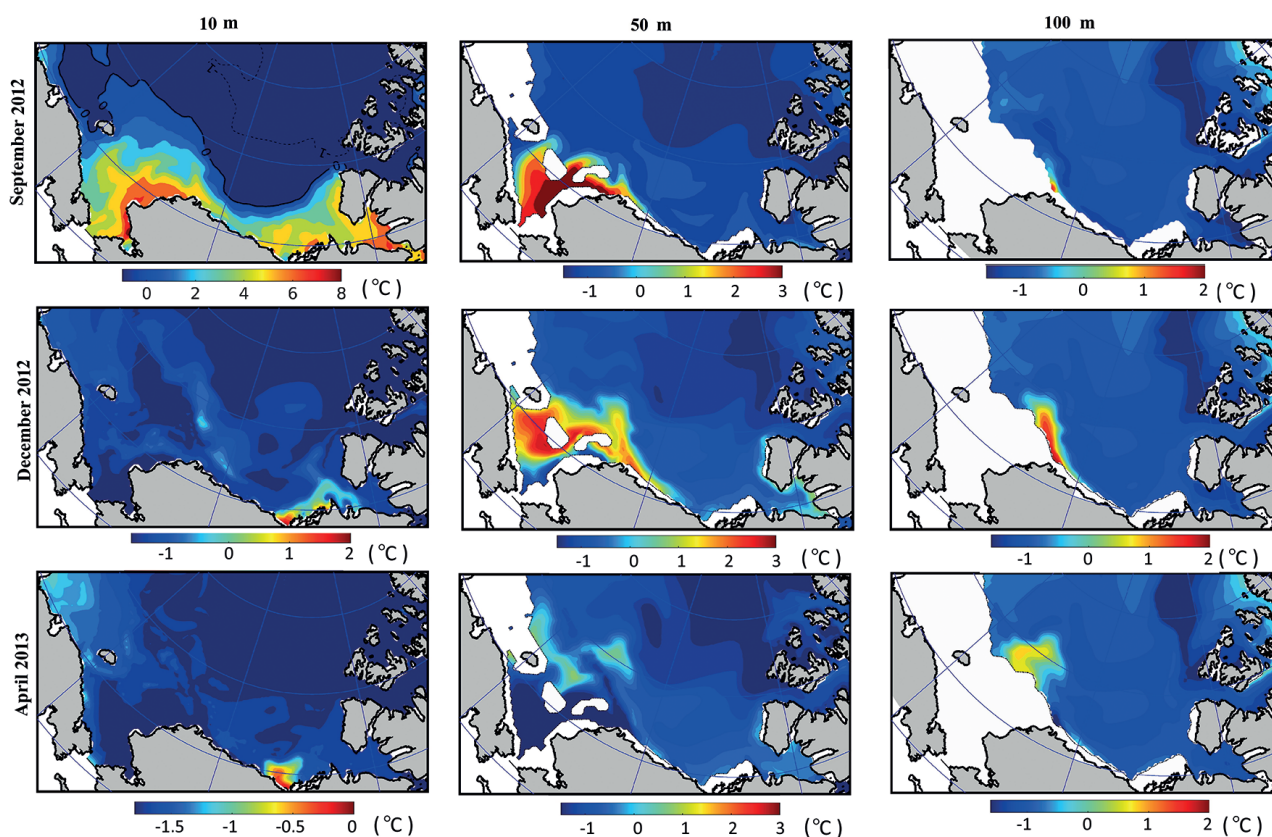 10 m
50 m
100 m
September 2012
0 2 4 6 8 (°C)
-1 0 1 2 3 (°C)
-1 0 1 2 (°C)
December 2012
-1 0 1 2 (°C)
-1 0 1 2 3 (°C)
-1 0 1 2 (°C)
April 2013
-1.5 -1 -0.5 0 (°C)
-1 0 1 2 3 (°C)
-1 0 1 2 (°C)